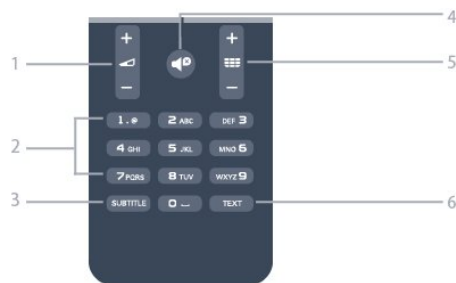 4
+ +
1 5
- -
1.@ 2 ABC DEF 3
2
4 GHI 5 JKL MNO 6
7 PQRS 8 TUV WXYZ 9
3 SUBTITLE 0 TEXT 6